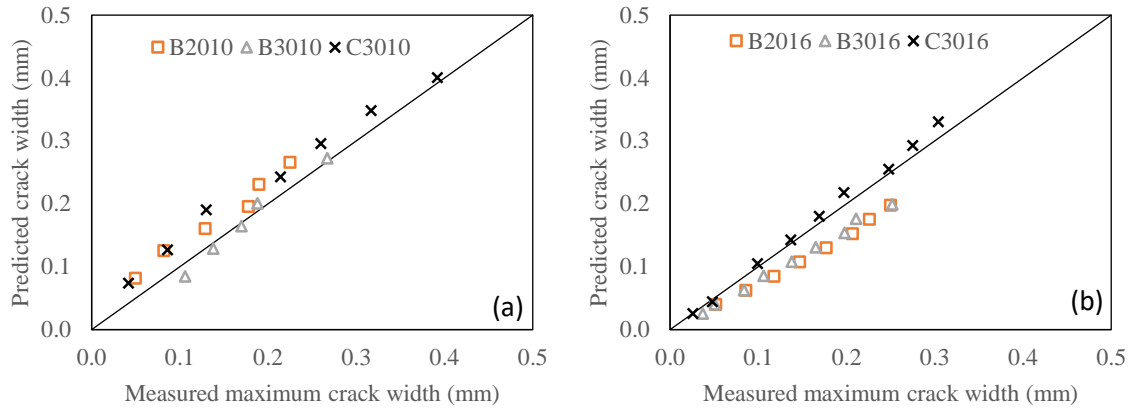 0.5
0.4
0.3
0.2
0.1
0.0
Predicted crack width (mm)
B2010 B3010 C3010
(a)
0.0 0.1 0.2 0.3 0.4 0.5
Measured maximum crack width (mm)
0.5
0.4
0.3
0.2
0.1
0.0
Predicted crack width (mm)
B2016 B3016 C3016
(b)
0.0 0.1 0.2 0.3 0.4 0.5
Measured maximum crack width (mm)